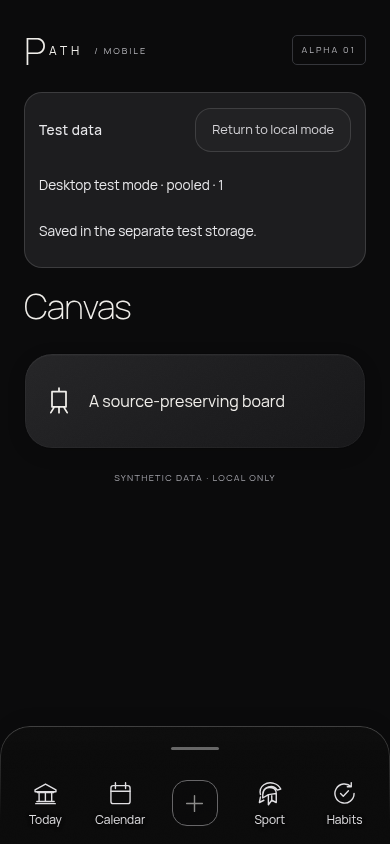 PATH / MOBILE
ALPHA 01
Test data
Return to local mode
Desktop test mode · pooled · 1
Saved in the separate test storage.
Canvas
A source-preserving board
SYNTHETIC DATA · LOCAL ONLY
Today
Calendar
Sport
Habits